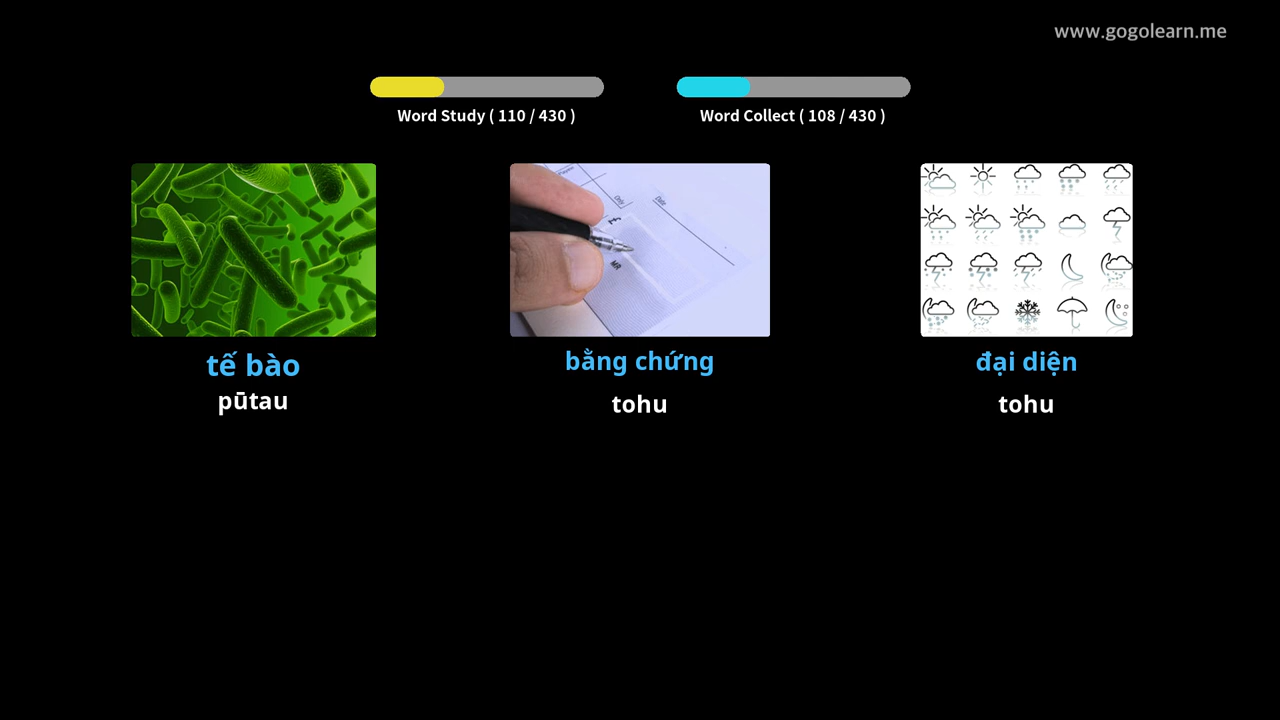 www.gogolearn.me
Word Study ( 110 / 430 )
Word Collect ( 108 / 430 )
tế bào
bằng chứng
đại diện
pūtau
tohu
tohu